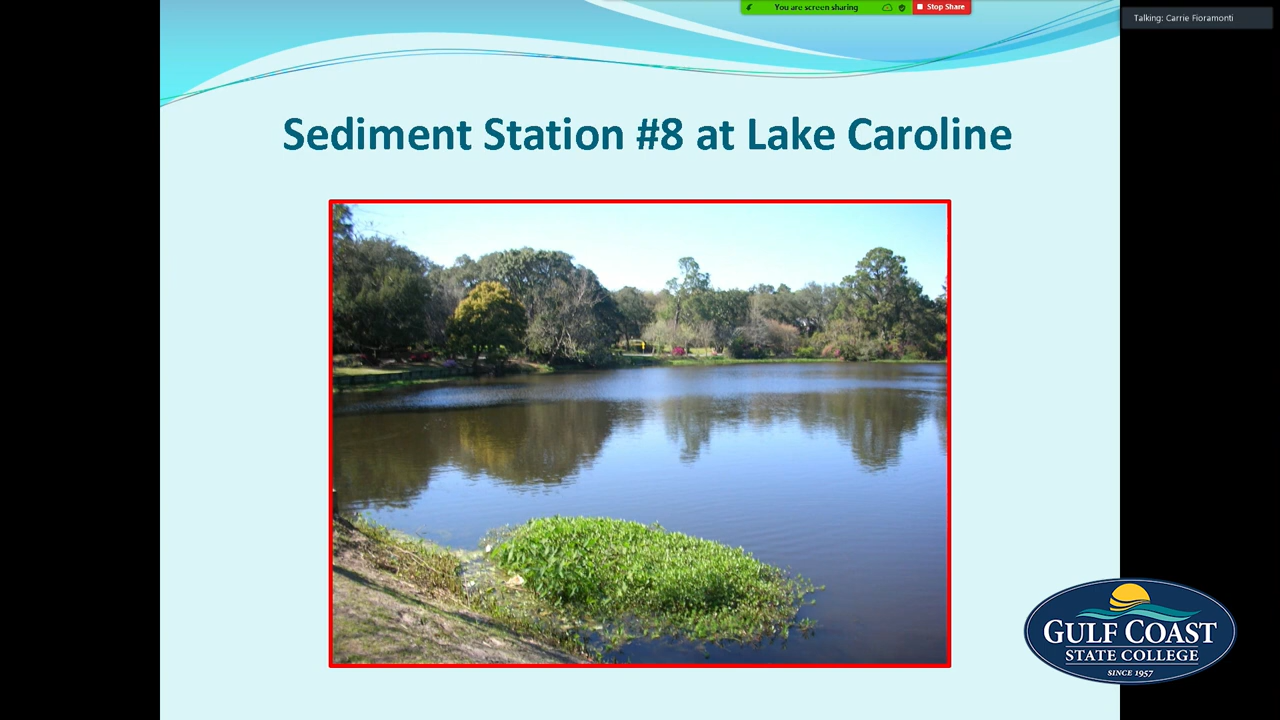 You are screen sharing
Stop Share
Talking: Carrie Fioramonti
Sediment Station #8 at Lake Caroline
GULF COAST
STATE COLLEGE
SINCE 1957